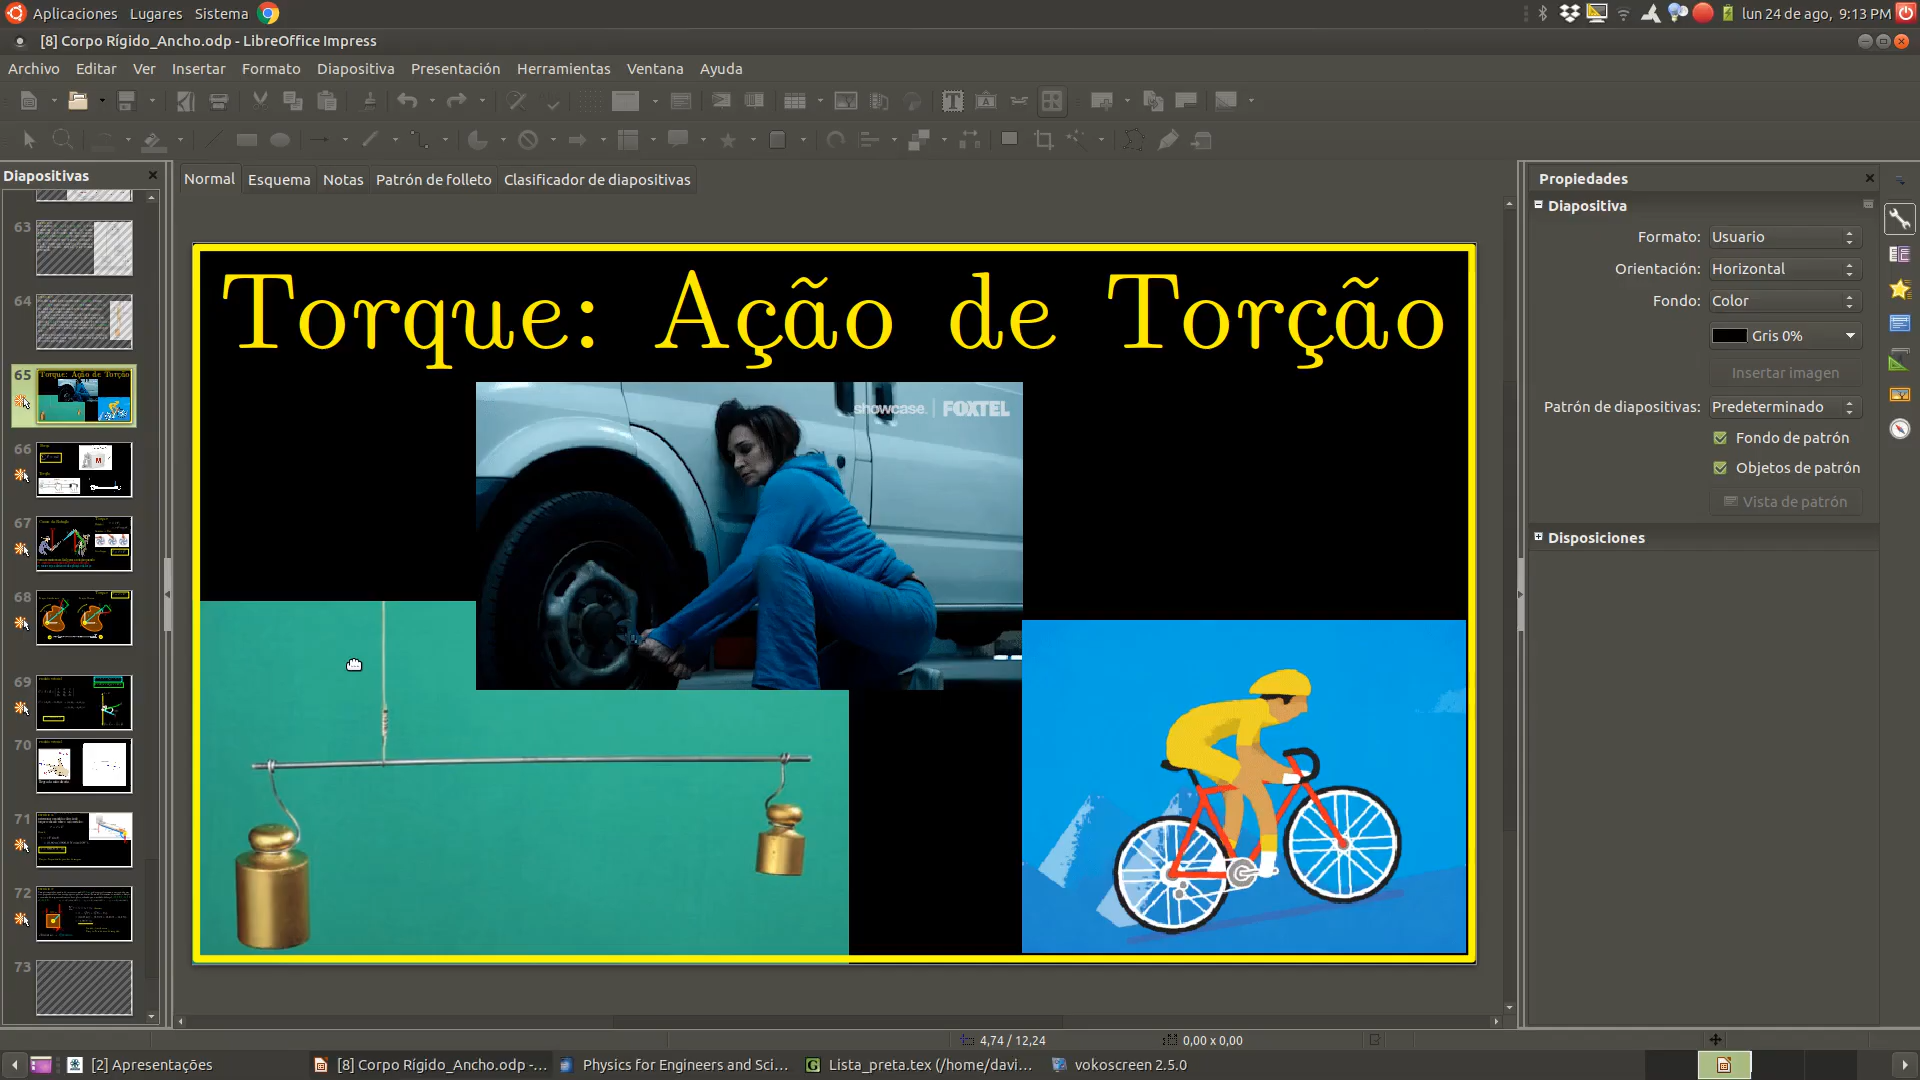 Aplicaciones Lugares Sistema
lun 24 de ago, 9:13 PM
[8] Corpo Rígido_Ancho.odp - LibreOffice Impress
Archivo Editar Ver Insertar Formato Diapositiva Presentación Herramientas Ventana Ayuda
Diapositivas
Normal Esquema Notas Patrón de folleto Clasificador de diapositivas
63
64
65
66
67
68
69
70
71
72
73
Torque: Ação de Torção
showcase. | FOXTEL
Propiedades
Diapositiva
Formato: Usuario
Orientación: Horizontal
Fondo: Color
Gris 0%
Insertar imagen
Patrón de diapositivas: Predeterminado
Fondo de patrón
Objetos de patrón
Vista de patrón
Disposiciones
4,74 / 12,24 0,00 x 0,00
[2] Apresentações
[8] Corpo Rígido_Ancho.odp -...
Physics for Engineers and Sci...
Lista_preta.tex (/home/davi...
vokoscreen 2.5.0